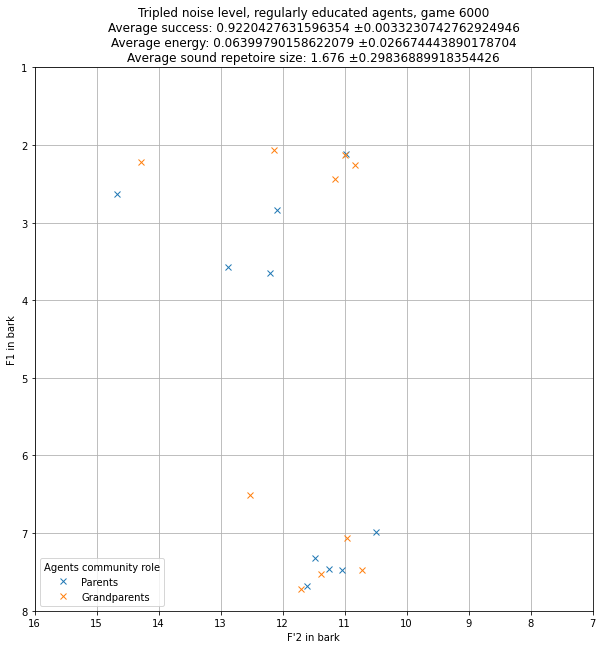 Tripled noise level, regularly educated agents, game 6000
Average success: 0.9220427631596354 ±0.0033230742762924946
Average energy: 0.06399790158622079 ±0.026674443890178704
Average sound repetoire size: 1.676 ±0.29836889918354426
1
2
3
4
5
6
7
8
F1 in bark
Agents community role
Parents
Grandparents
16 15 14 13 12 11 10 9 8 7
F'2 in bark